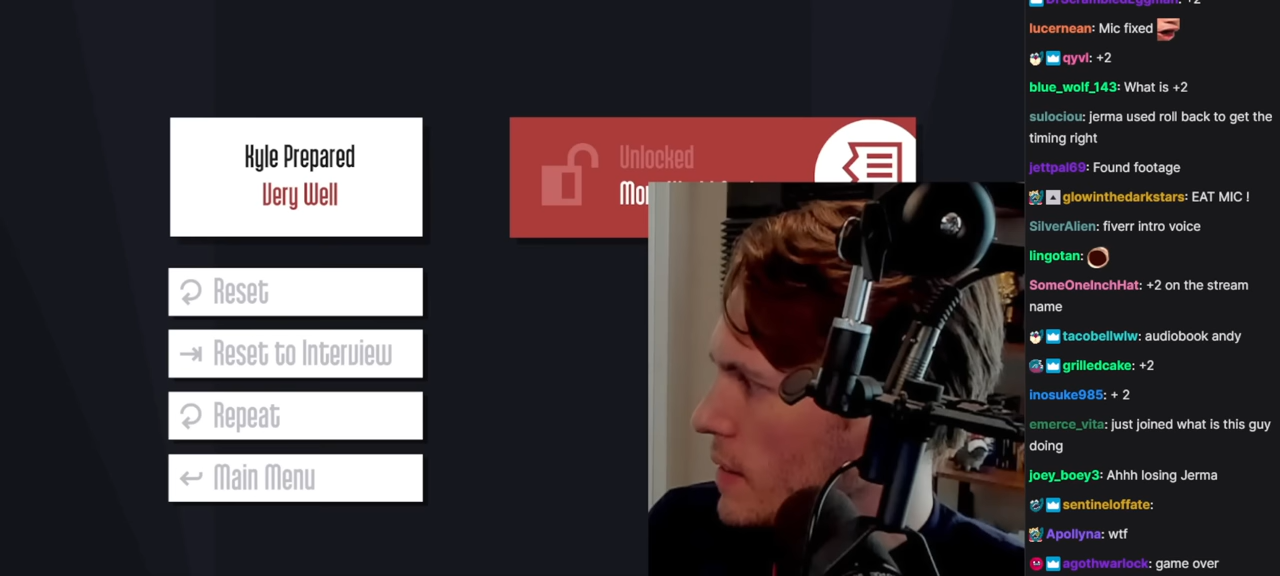 Kyle Prepared
Very Well
Unlocked
Reset
Reset to Interview
Repeat
Main Menu
+2
lucernean: Mic fixed
qyvl: +2
blue_wolf_143: What is +2
sulociou: jerma used roll back to get the
timing right
jettpal69: Found footage
glowinthedarkstars: EAT MIC !
SilverAlien: fiverr intro voice
lingotan:
SomeOneInchHat: +2 on the stream
name
tacobellwlw: audiobook andy
grilledcake: +2
inosuke985: + 2
emerce_vita: just joined what is this guy
doing
joey_boey3: Ahhh losing Jerma
sentineloffate:
Apollyna: wtf
agothwarlock: game over